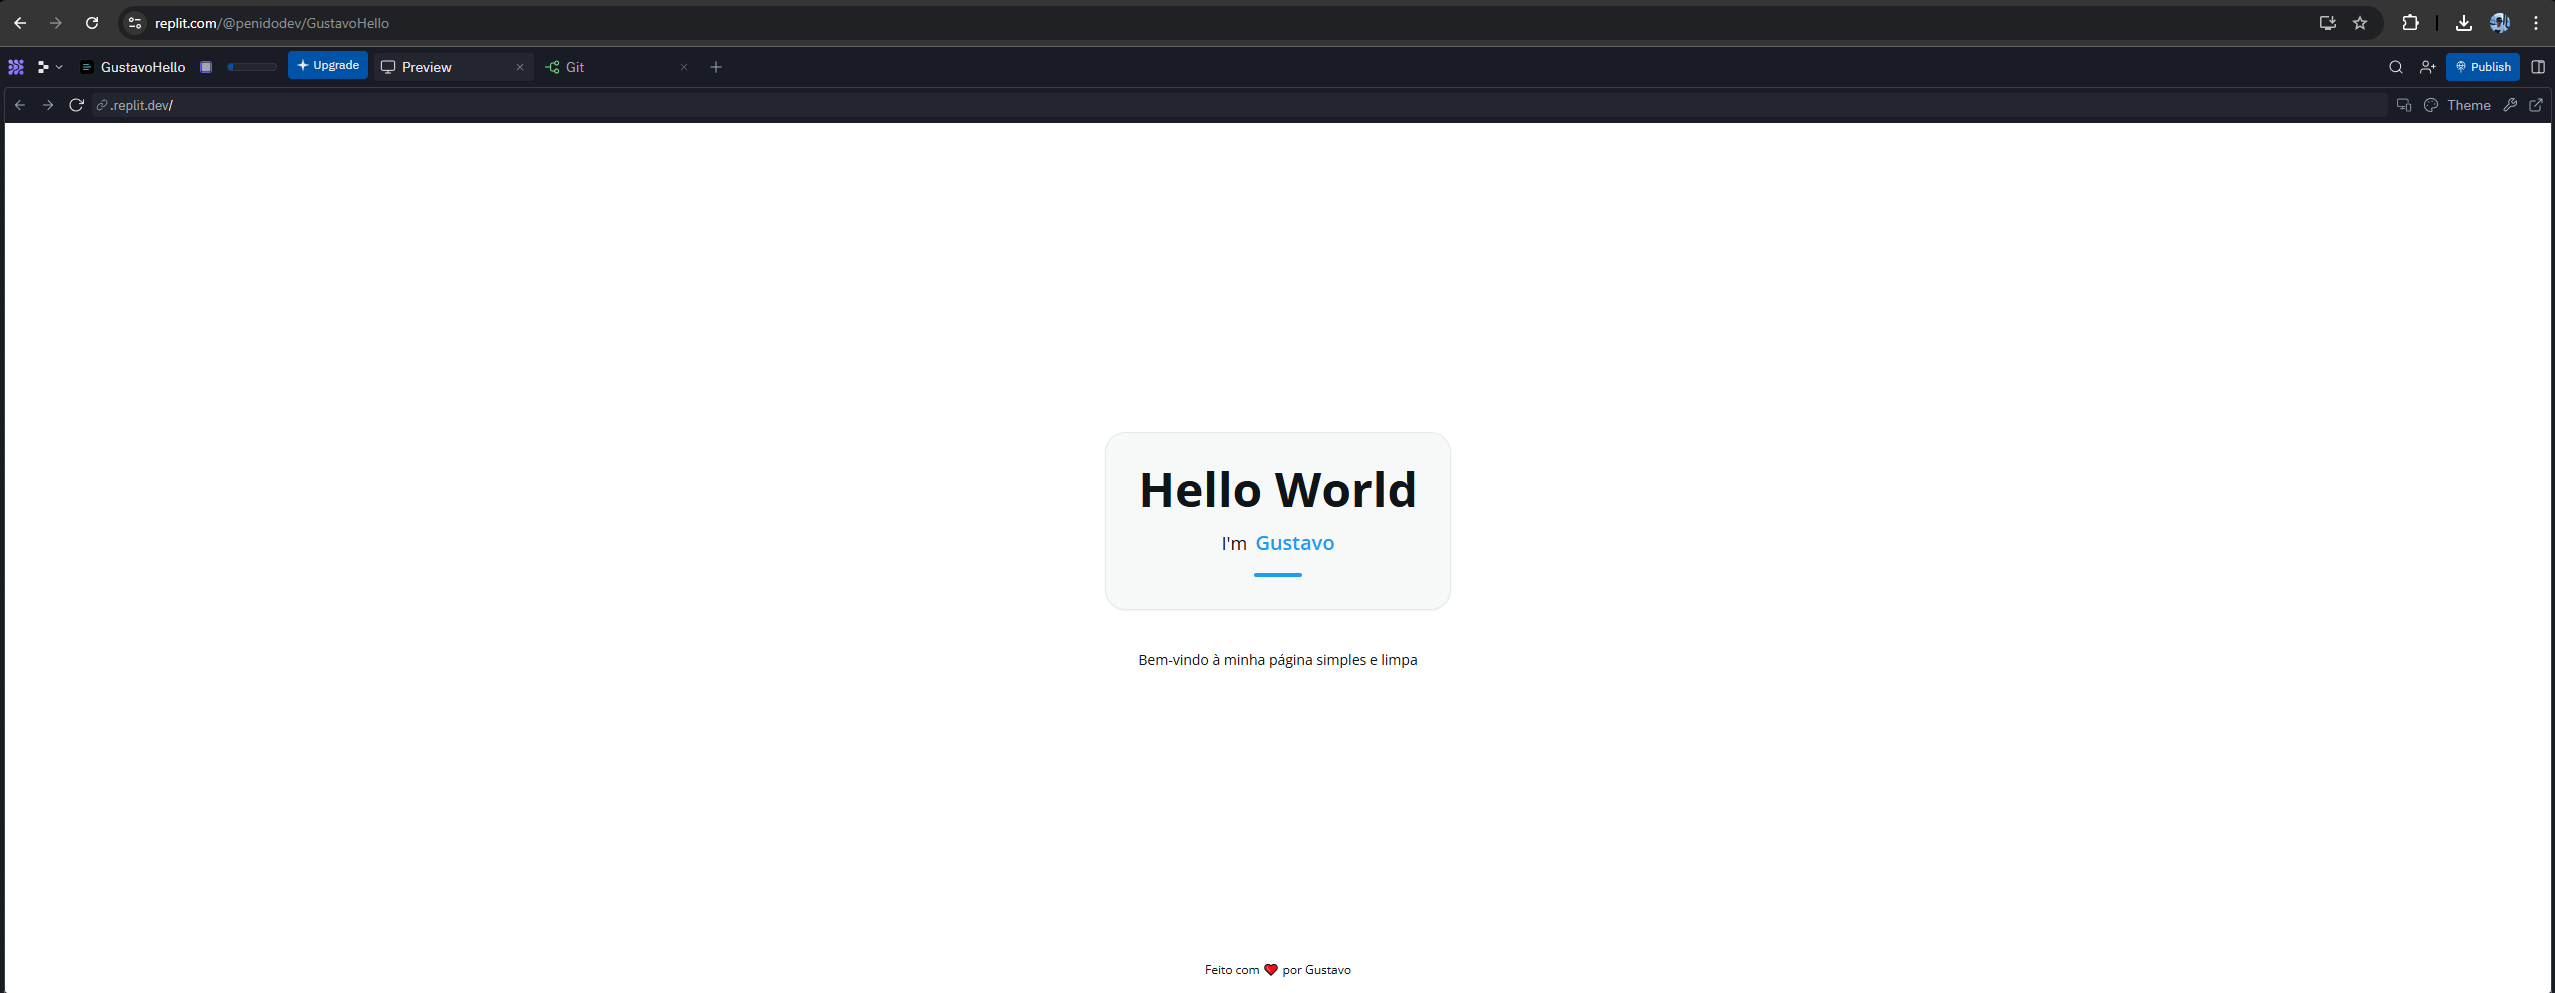 replit.com/@penidodev/GustavoHello
GustavoHello Upgrade Preview Git Publish
.replit.dev/ Theme
Hello World
I'm Gustavo
Bem-vindo à minha página simples e limpa
Feito com ❤️ por Gustavo